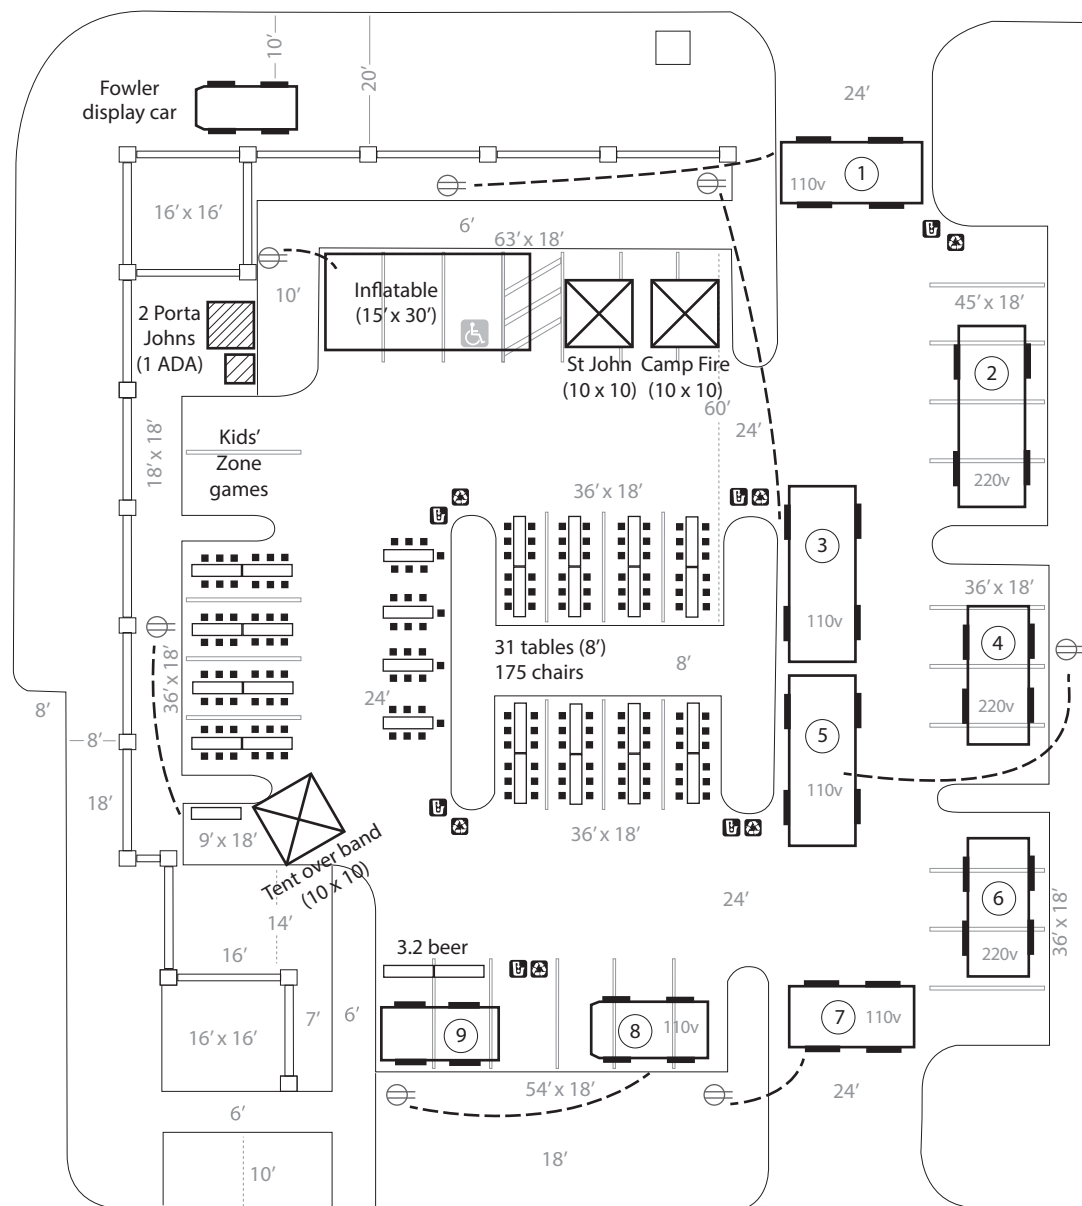 10’
20’
Fowler
display car
24’
1
110v
16’ x 16’
6’
63’ x 18’
10’
Inflatable
(15’ x 30’)
45’ x 18’
2 Porta
Johns
(1 ADA)
St John
(10 x 10)
Camp Fire
(10 x 10)
2
220v
60’
24’
18’ x 18’
Kids’
Zone
games
36’ x 18’
3
110v
36’ x 18’
4
220v
31 tables (8’)
175 chairs
8’
36’ x 18’
24’
8’
8’
5
110v
18’
9’ x 18’
36’ x 18’
Tent over band
(10 x 10)
24’
6
220v
36’ x 18’
14’
16’
3.2 beer
16’ x 16’
7’
6’
9
8
110v
7
110v
54’ x 18’
24’
6’
18’
10’